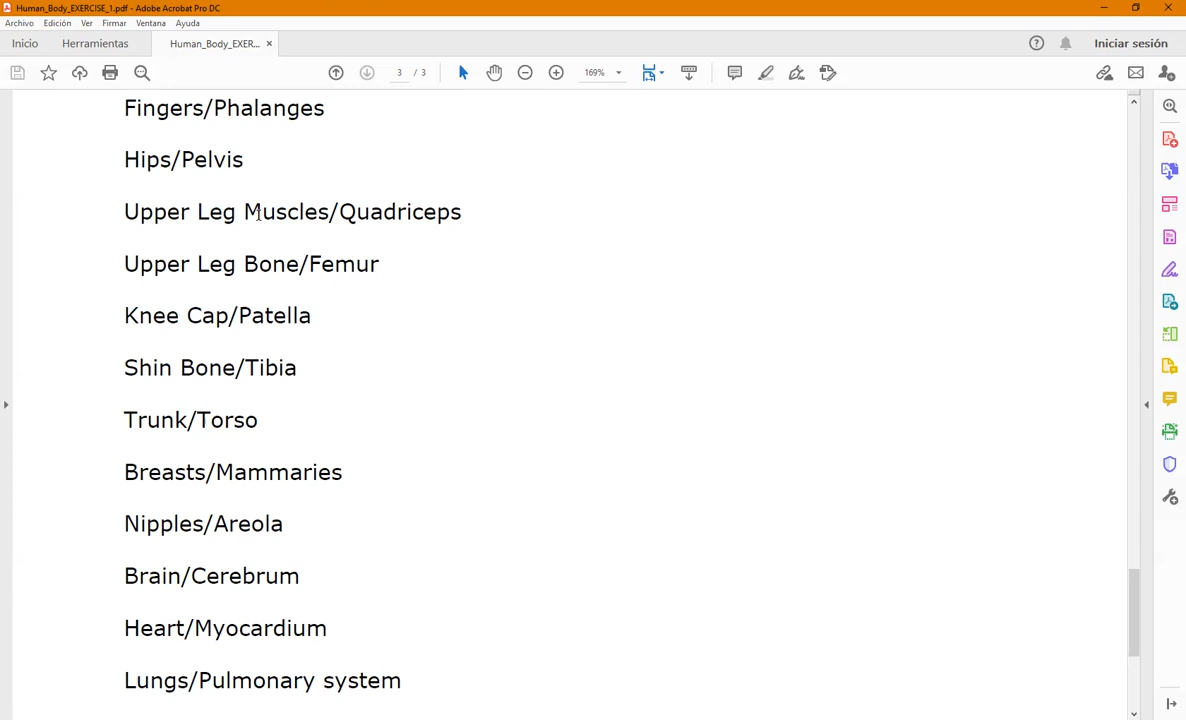 Human_Body_EXERCISE_1.pdf - Adobe Acrobat Pro DC
Archivo Edición Ver Firmar Ventana Ayuda
Inicio Herramientas Human_Body_EXER... Iniciar sesión
3 / 3 169%
Fingers/Phalanges
Hips/Pelvis
Upper Leg Muscles/Quadriceps
Upper Leg Bone/Femur
Knee Cap/Patella
Shin Bone/Tibia
Trunk/Torso
Breasts/Mammaries
Nipples/Areola
Brain/Cerebrum
Heart/Myocardium
Lungs/Pulmonary system